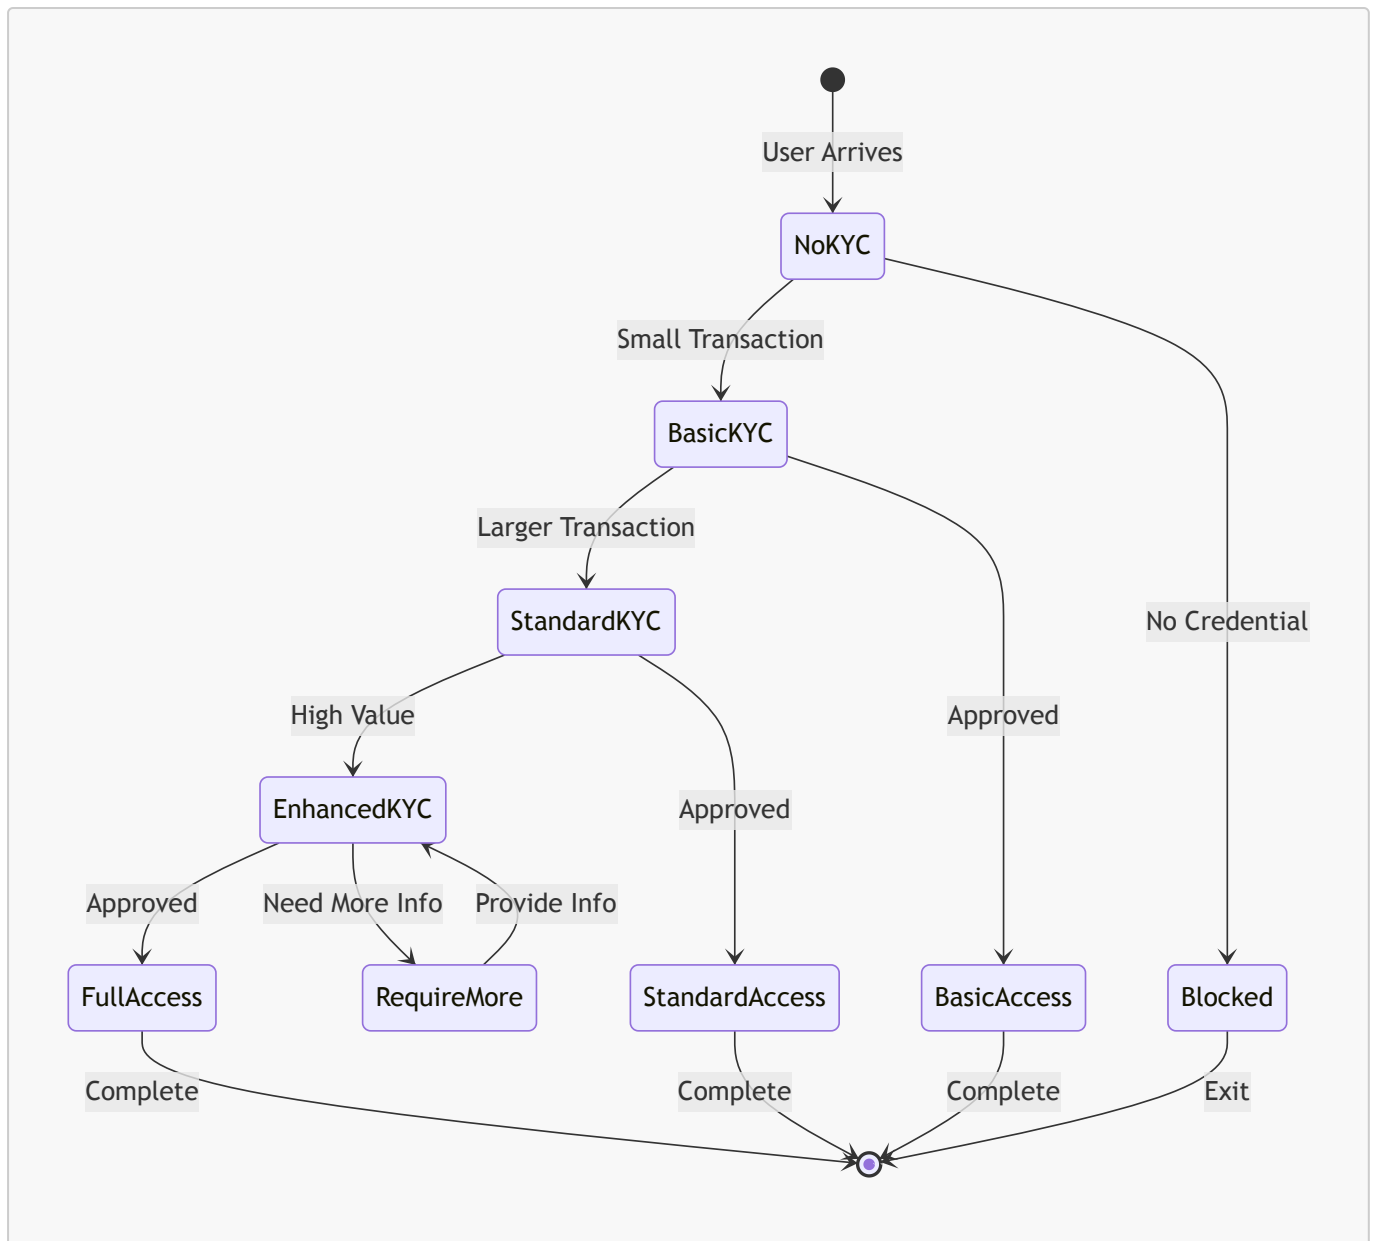 User Arrives
NoKYC
Small Transaction
BasicKYC
Larger Transaction
StandardKYC
No Credential
High Value
Approved
EnhancedKYC
Approved
Approved
Need More Info
Provide Info
FullAccess
RequireMore
StandardAccess
BasicAccess
Blocked
Complete
Complete
Complete
Exit